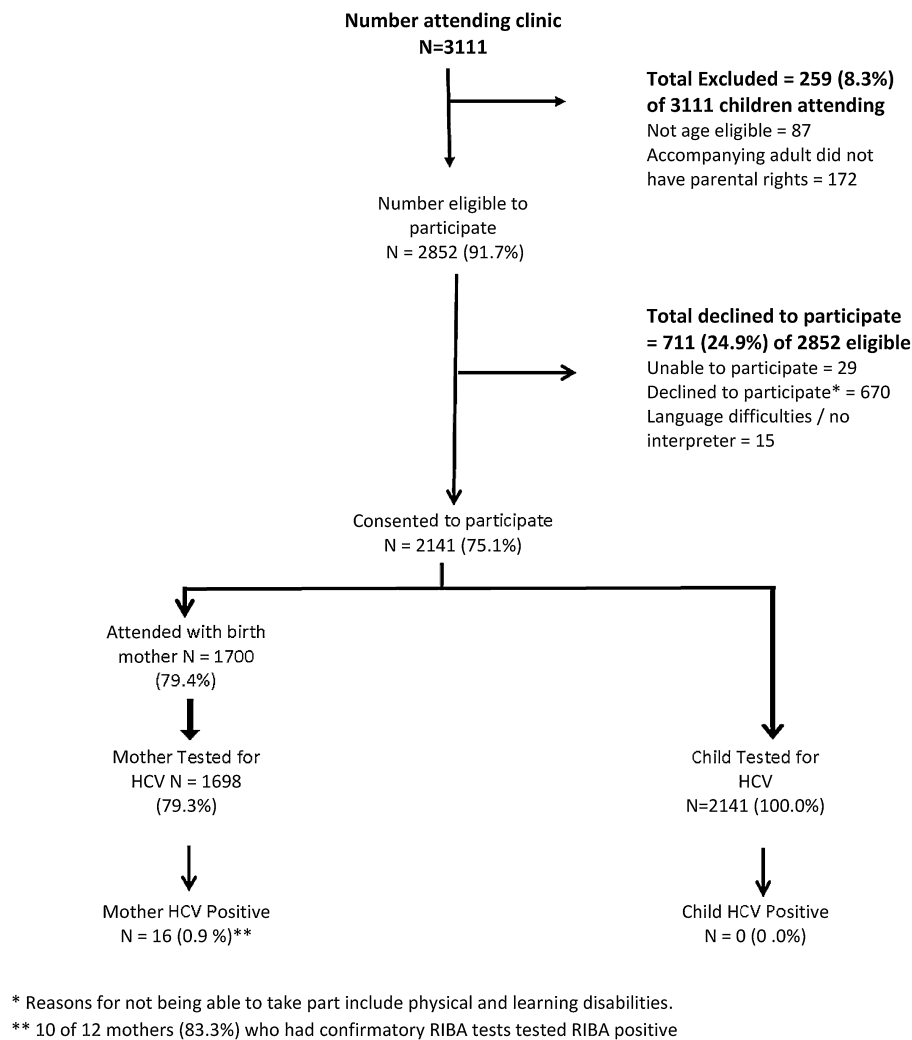 Number attending clinic
N=3111
Total Excluded = 259 (8.3%)
of 3111 children attending
Not age eligible = 87
Accompanying adult did not
have parental rights = 172
Number eligible to
participate
N = 2852 (91.7%)
Total declined to participate
= 711 (24.9%) of 2852 eligible
Unable to participate = 29
Declined to participate* = 670
Language difficulties / no
interpreter = 15
Consented to participate
N = 2141 (75.1%)
Attended with birth
mother N = 1700
(79.4%)
Mother Tested for
HCV N = 1698
(79.3%)
Child Tested for
HCV
N=2141 (100.0%)
Mother HCV Positive
N = 16 (0.9 %)**
Child HCV Positive
N = 0 (0 .0%)
* Reasons for not being able to take part include physical and learning disabilities.
** 10 of 12 mothers (83.3%) who had confirmatory RIBA tests tested RIBA positive